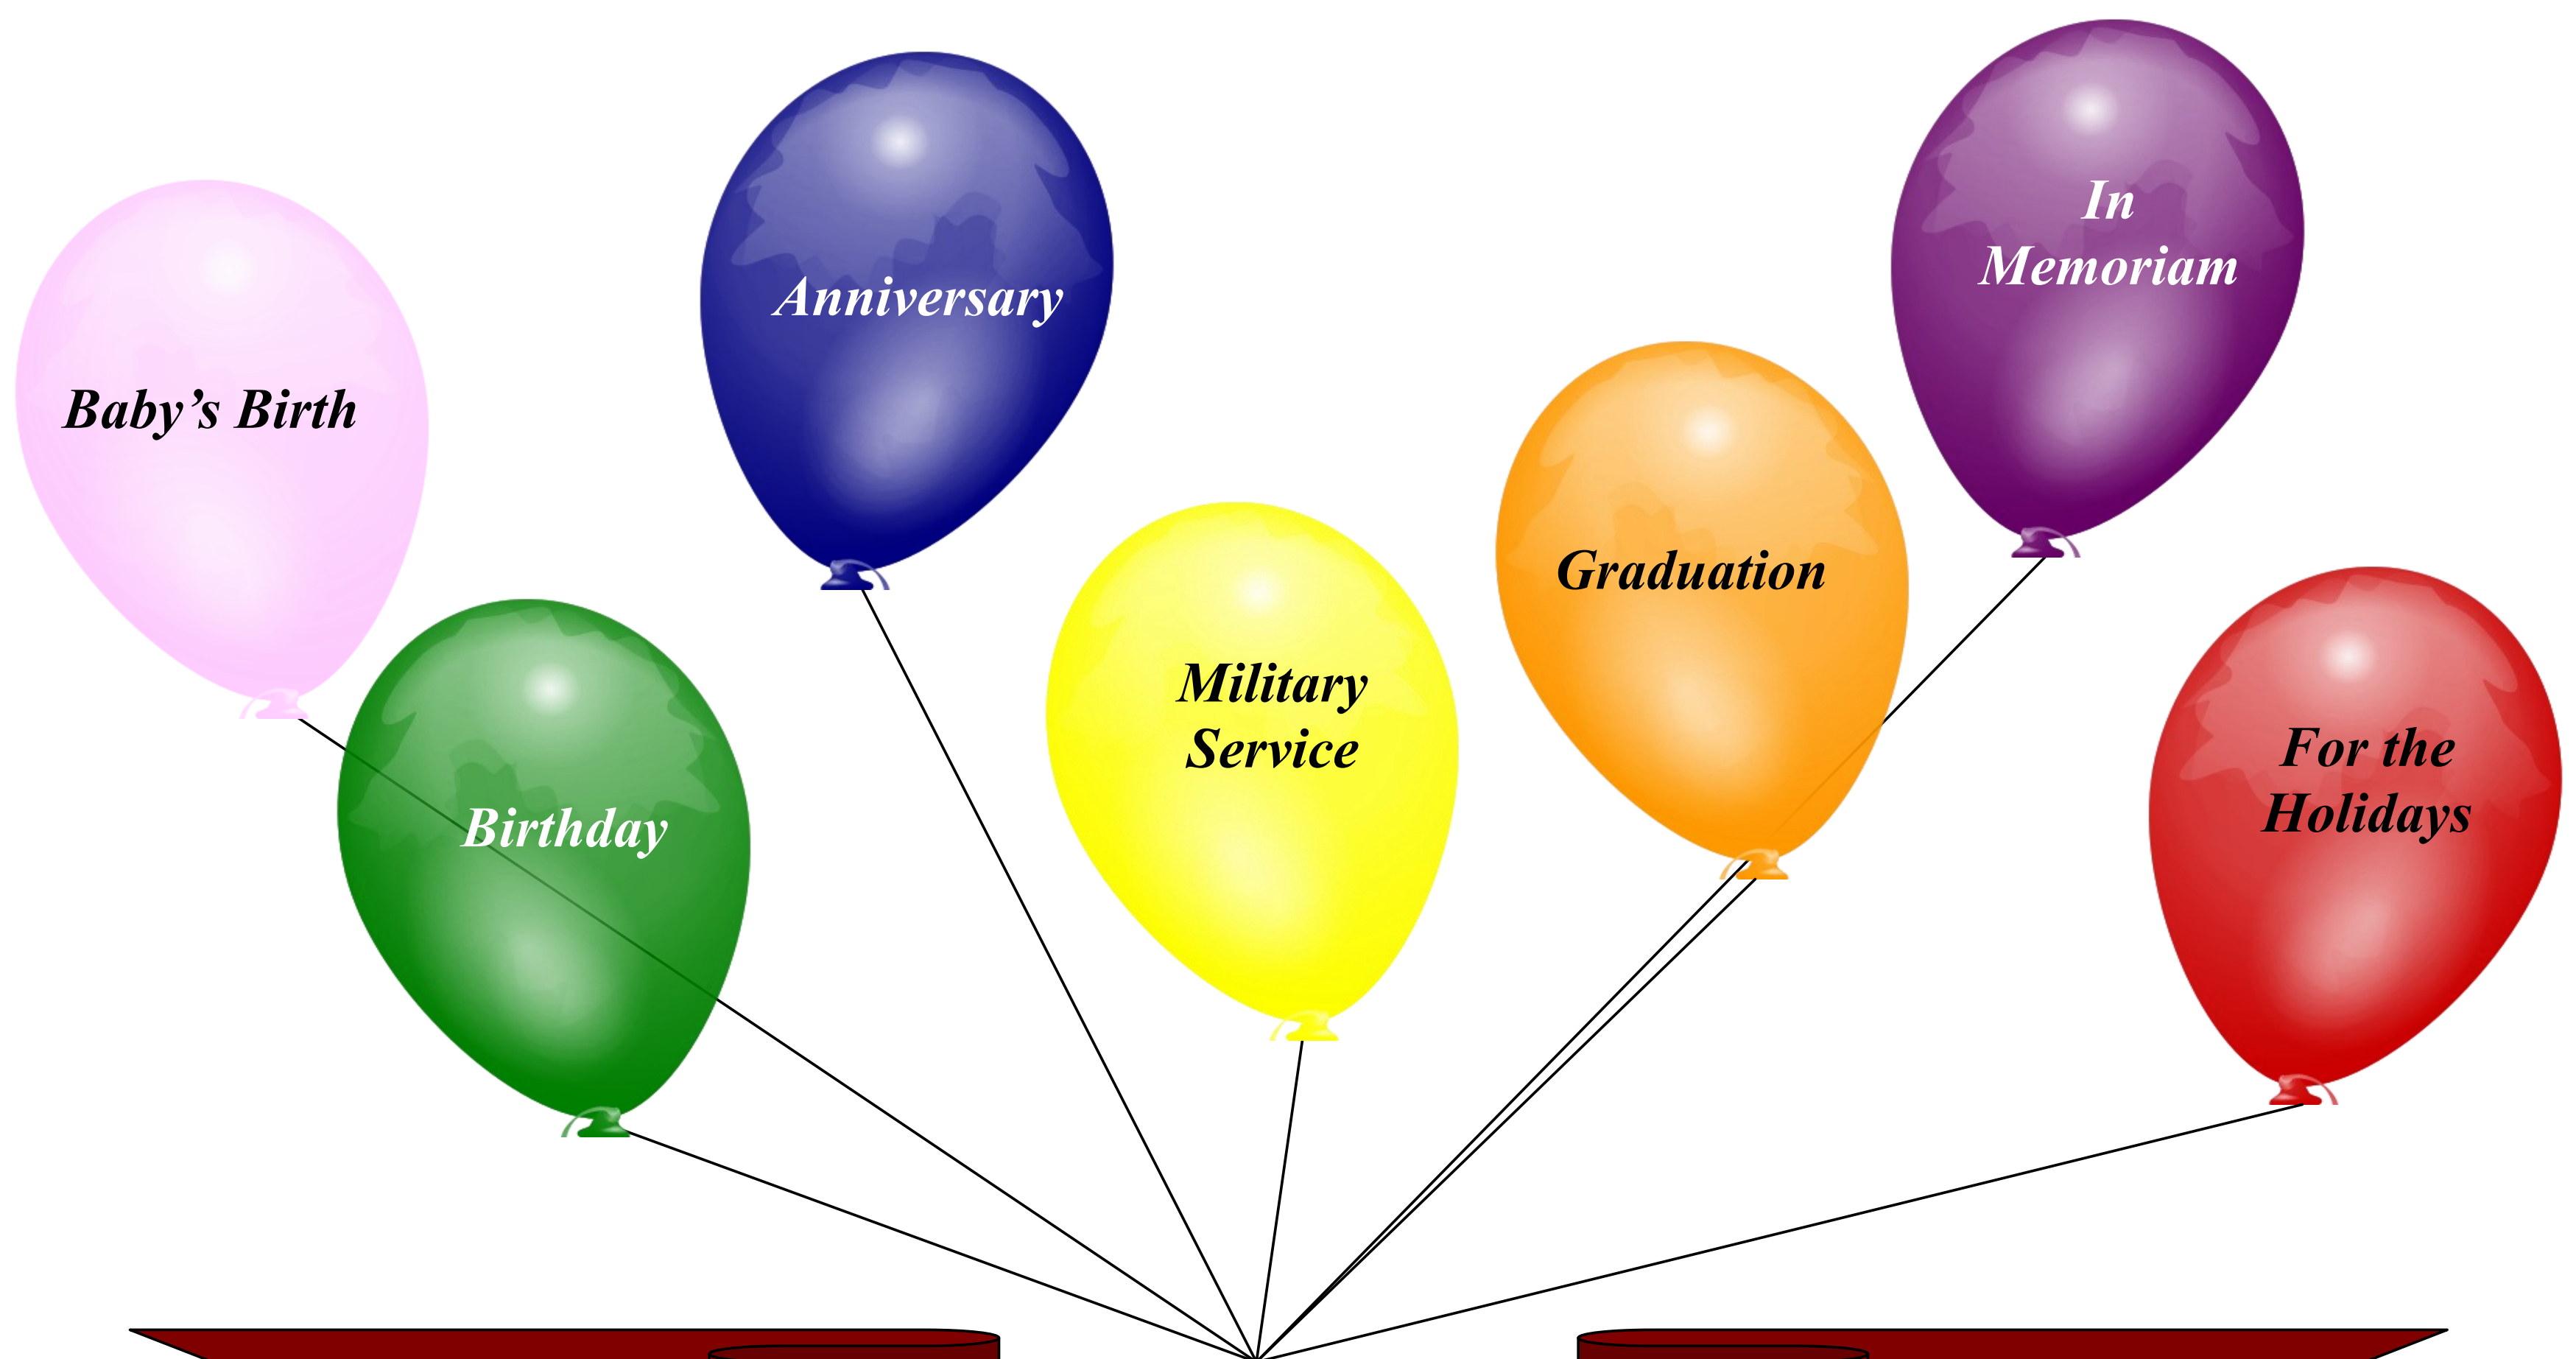 Baby’s Birth
Birthday
Anniversary
Military
Service
Graduation
In
Memoriam
For the
Holidays